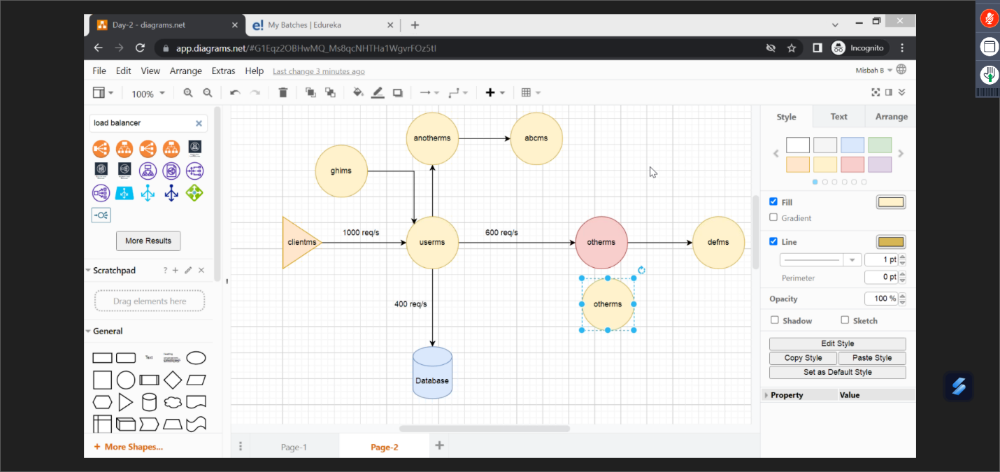 Day-2 - diagrams.net
My Batches | Edureka
app.diagrams.net/#G1Eqz2OBHwMQ_Ms8qcNHTHa1WgvrFOz5tI
Incognito
File Edit View Arrange Extras Help Last change 3 minutes ago
Misbah B
100%
load balancer
More Results
Scratchpad
Drag elements here
General
Text
Heading
More Shapes...
anotherms
abcms
ghims
1000 req/s
600 req/s
clientms
userms
otherms
defms
400 req/s
otherms
Database
Page-1
Page-2
Style Text Arrange
Fill
Gradient
Line
1 pt
Perimeter
0 pt
Opacity
100 %
Shadow Sketch
Edit Style
Copy Style Paste Style
Set as Default Style
Property Value